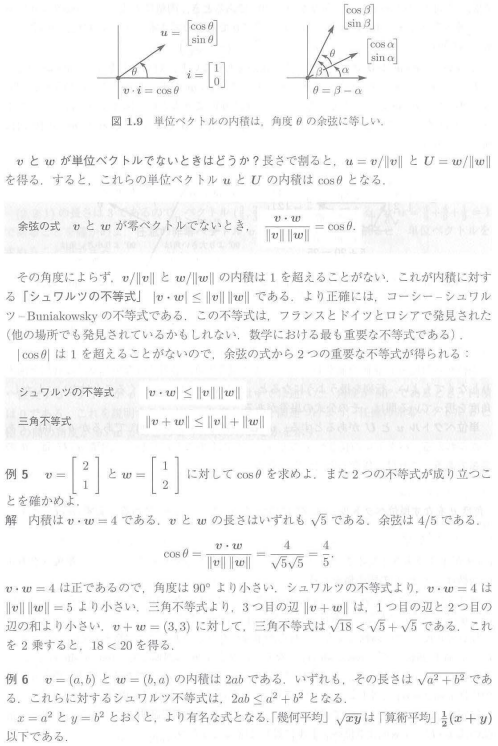 u = [cos θ sin θ]
i = [1 0]
v · i = cos θ
θ
[cos β sin β]
[cos α sin α]
θ
β
α
θ = β − α
図 1.9 単位ベクトルの内積は，角度 θ の余弦に等しい．
v と w が単位ベクトルでないときはどうか？長さで割ると，u = v/‖v‖ と U = w/‖w‖
を得る．すると，これらの単位ベクトル u と U の内積は cos θ となる．
余弦の式 v と w が零ベクトルでないとき， v · w / ‖v‖ ‖w‖ = cos θ.
その角度によらず，v/‖v‖ と w/‖w‖ の内積は 1 を超えることがない．これが内積に対す
る「シュワルツの不等式」 |v · w| ≤ ‖v‖ ‖w‖ である．より正確には，コーシー−シュワル
ツ−Buniakowsky の不等式である．この不等式は，フランスとドイツとロシアで発見された
（他の場所でも発見されているかもしれない．数学における最も重要な不等式である）．
|cos θ| は 1 を超えることがないので，余弦の式から 2 つの重要な不等式が得られる：
シュワルツの不等式 |v · w| ≤ ‖v‖ ‖w‖
三角不等式 ‖v + w‖ ≤ ‖v‖ + ‖w‖
例 5 v = [2 1] と w = [1 2] に対して cos θ を求めよ．また 2 つの不等式が成り立つこ
とを確かめよ．
解 内積は v · w = 4 である．v と w の長さはいずれも √5 である．余弦は 4/5 である．
cos θ = v · w / ‖v‖ ‖w‖ = 4 / √5√5 = 4/5.
v · w = 4 は正であるので，角度は 90° より小さい．シュワルツの不等式より，v · w = 4 は
‖v‖ ‖w‖ = 5 より小さい．三角不等式より，3 つ目の辺 ‖v + w‖ は，1 つ目の辺と 2 つ目の
辺の和より小さい．v + w = (3, 3) に対して，三角不等式は √18 < √5 + √5 である．これ
を 2 乗すると，18 < 20 を得る．
例 6 v = (a, b) と w = (b, a) の内積は 2ab である．いずれも，その長さは √a² + b² であ
る．これらに対するシュワルツ不等式は，2ab ≤ a² + b² となる．
x = a² と y = b² とおくと，より有名な式となる．「幾何平均」 √xy は「算術平均」 ½(x + y)
以下である．